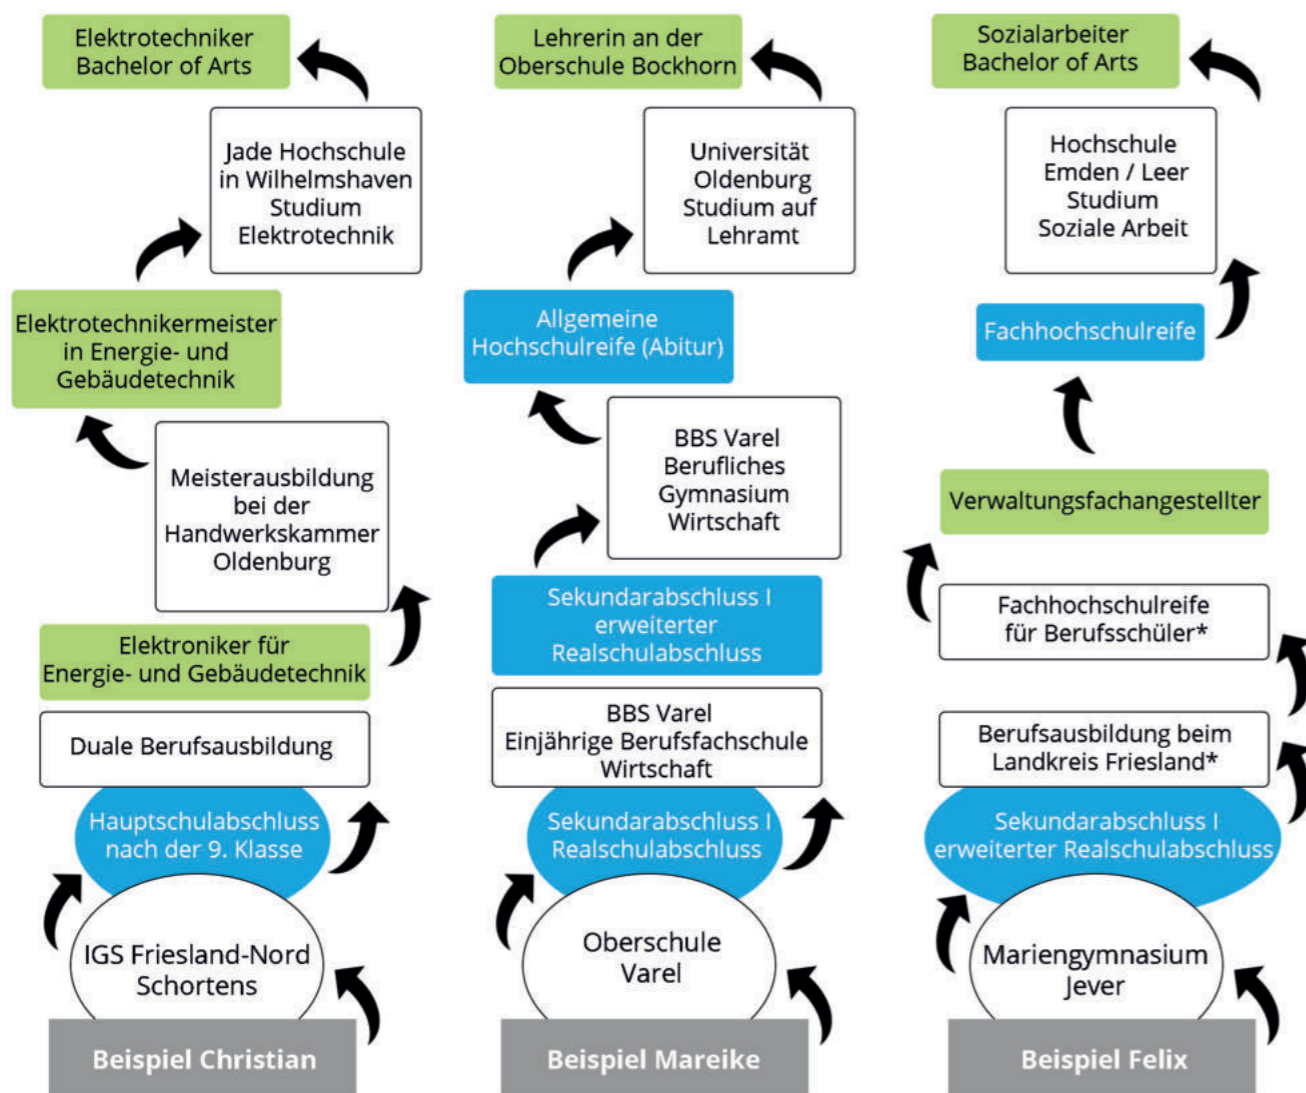 Elektrotechniker
Bachelor of Arts
Jade Hochschule
in Wilhelmshaven
Studium
Elektrotechnik
Elektrotechnikermeister
in Energie- und
Gebäudetechnik
Meisterausbildung
bei der
Handwerkskammer
Oldenburg
Elektroniker für
Energie- und Gebäudetechnik
Duale Berufsausbildung
Hauptschulabschluss
nach der 9. Klasse
IGS Friesland-Nord
Schortens
Beispiel Christian
Lehrerin an der
Oberschule Bockhorn
Universität
Oldenburg
Studium auf
Lehramt
Allgemeine
Hochschulreife (Abitur)
BBS Varel
Berufliches
Gymnasium
Wirtschaft
Sekundarabschluss I
erweiterter
Realschulabschluss
BBS Varel
Einjährige Berufsfachschule
Wirtschaft
Sekundarabschluss I
Realschulabschluss
Oberschule
Varel
Beispiel Mareike
Sozialarbeiter
Bachelor of Arts
Hochschule
Emden / Leer
Studium
Soziale Arbeit
Fachhochschulreife
Verwaltungsfachangestellter
Fachhochschulreife
für Berufsschüler*
Berufsausbildung beim
Landkreis Friesland*
Sekundarabschluss I
erweiterter Realschulabschluss
Mariengymnasium
Jever
Beispiel Felix